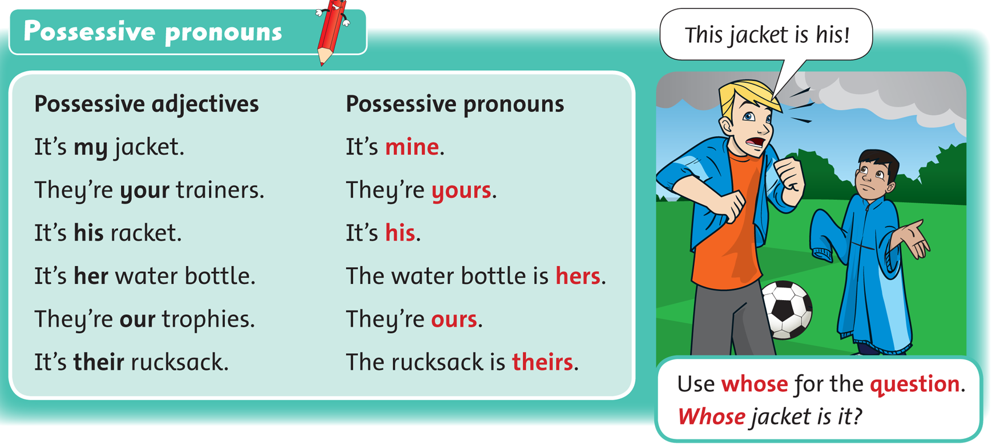 Possessive pronouns
Possessive adjectives
It's my jacket.
They're your trainers.
It's his racket.
It's her water bottle.
They're our trophies.
It's their rucksack.
Possessive pronouns
It's mine.
They're yours.
It's his.
The water bottle is hers.
They're ours.
The rucksack is theirs.
This jacket is his!
Use whose for the question.
Whose jacket is it?